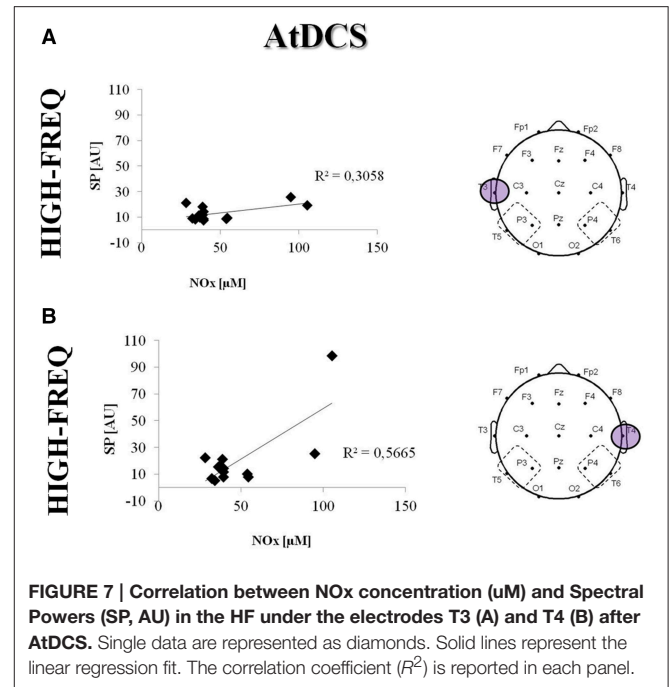 A
AtDCS
HIGH-FREQ
SP [AU]
110
90
70
50
30
10
-10
0
50
100
150
NOx [µM]
R² = 0,3058
Fp1 Fp2
F7 F3 Fz F4 F8
T3 C3 Cz C4 T4
P3 Pz P4
T5 O1 O2 T6
B
HIGH-FREQ
SP [AU]
110
90
70
50
30
10
-10
0
50
100
150
NOx [µM]
R² = 0,5665
Fp1 Fp2
F7 F3 Fz F4 F8
T3 C3 Cz C4 T4
P3 Pz P4
T5 O1 O2 T6
FIGURE 7 | Correlation between NOx concentration (uM) and Spectral
Powers (SP, AU) in the HF under the electrodes T3 (A) and T4 (B) after
AtDCS. Single data are represented as diamonds. Solid lines represent the
linear regression fit. The correlation coefficient (R²) is reported in each panel.